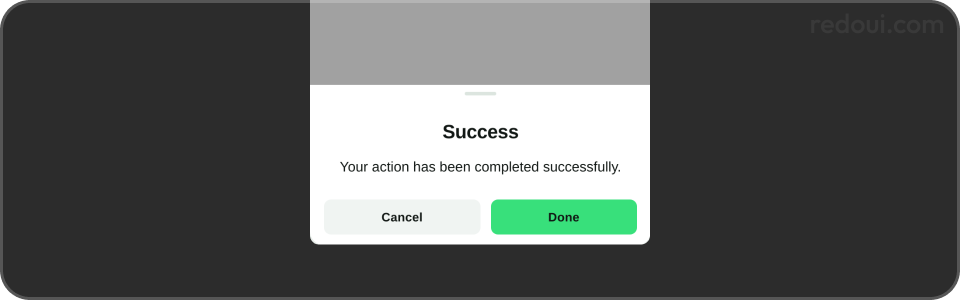 redoui.com
Success
Your action has been completed successfully.
Cancel
Done